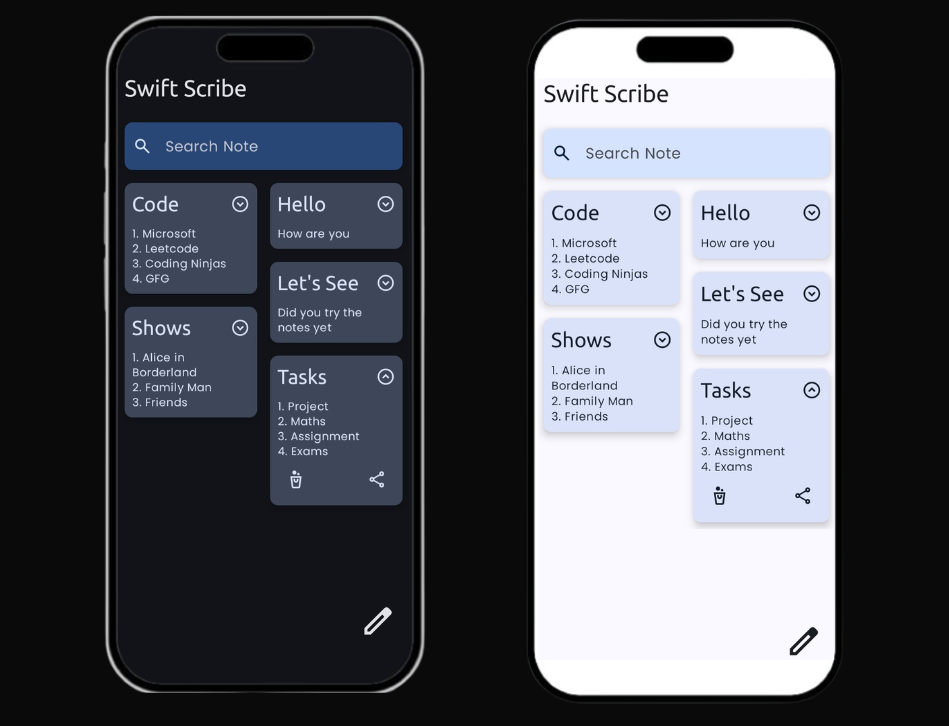 Swift Scribe
Search Note
Code
1. Microsoft
2. Leetcode
3. Coding Ninjas
4. GFG
Shows
1. Alice in
Borderland
2. Family Man
3. Friends
Hello
How are you
Let's See
Did you try the
notes yet
Tasks
1. Project
2. Maths
3. Assignment
4. Exams
Swift Scribe
Search Note
Code
1. Microsoft
2. Leetcode
3. Coding Ninjas
4. GFG
Shows
1. Alice in
Borderland
2. Family Man
3. Friends
Hello
How are you
Let's See
Did you try the
notes yet
Tasks
1. Project
2. Maths
3. Assignment
4. Exams